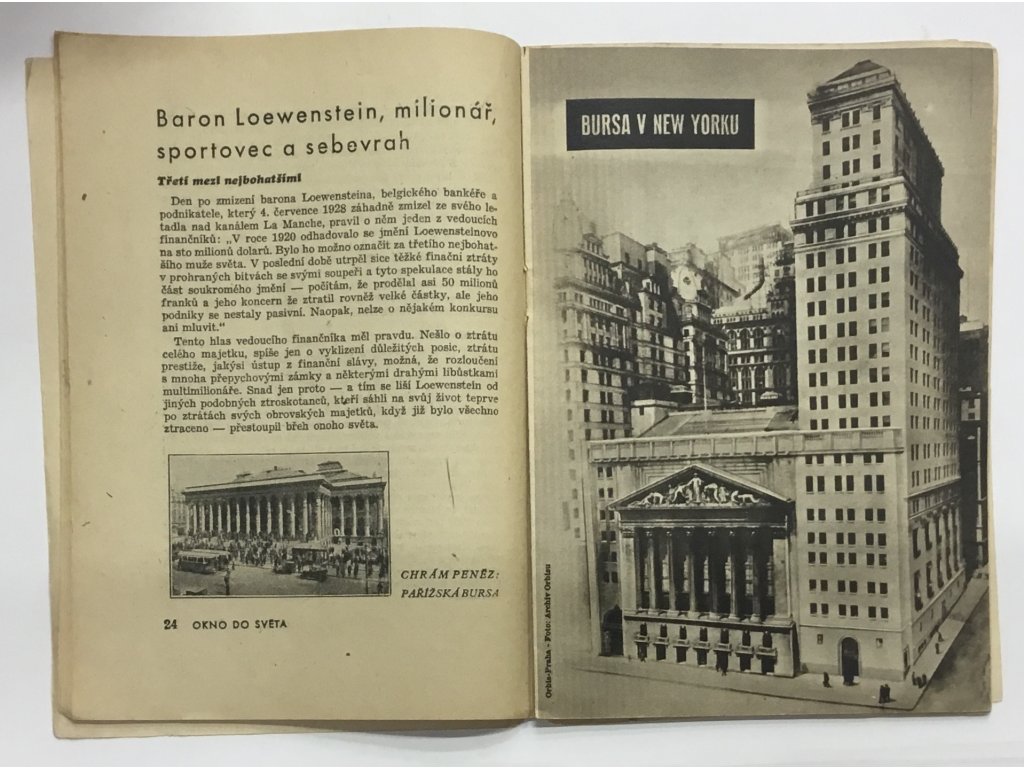 Baron Loewenstein, milionář,
sportovec a sebevrah
Třetí mezi nejbohatšími
Den po zmizení barona Loewensteina, belgického bankéře a
podnikatele, který 4. července 1928 záhadně zmizel ze svého le-
tadla nad kanálem La Manche, pravil o něm jeden z vedoucích
finančníků: „V roce 1920 odhadovalo se jmění Loewensteinovo
na sto milionů dolarů. Bylo ho možno označit za třetího nejbohat-
šího muže světa. V poslední době utrpěl sice těžké finační ztráty
v prohraných bitvách se svými soupeři a tyto spekulace stály ho
část soukromého jmění — počítám, že prodělal asi 50 milionů
franků a jeho koncern že ztratil rovněž velké částky, ale jeho
podniky se nestaly pasivní. Naopak, nelze o nějakém konkursu
ani mluvit.“
Tento hlas vedoucího finančníka měl pravdu. Nešlo o ztrátu
celého majetku, spíše jen o vyklizení důležitých posic, ztrátu
prestiže, jakýsi ústup z finanční slávy, možná, že rozloučení
s mnoha přepychovými zámky a některými drahými libůstkami
multimilionáře. Snad jen proto — a tím se liší Loewenstein od
jiných podobných ztroskotanců, kteří sáhli na svůj život teprve
po ztrátách svých obrovských majetků, když již bylo všechno
ztraceno — přestoupil břeh onoho světa.
CHRÁM PENĚZ:
PAŘÍŽSKÁ BURSA
24 OKNO DO SVĚTA
BURSA V NEW YORKU
Orbis-Praha - Foto: Archiv Orbisu